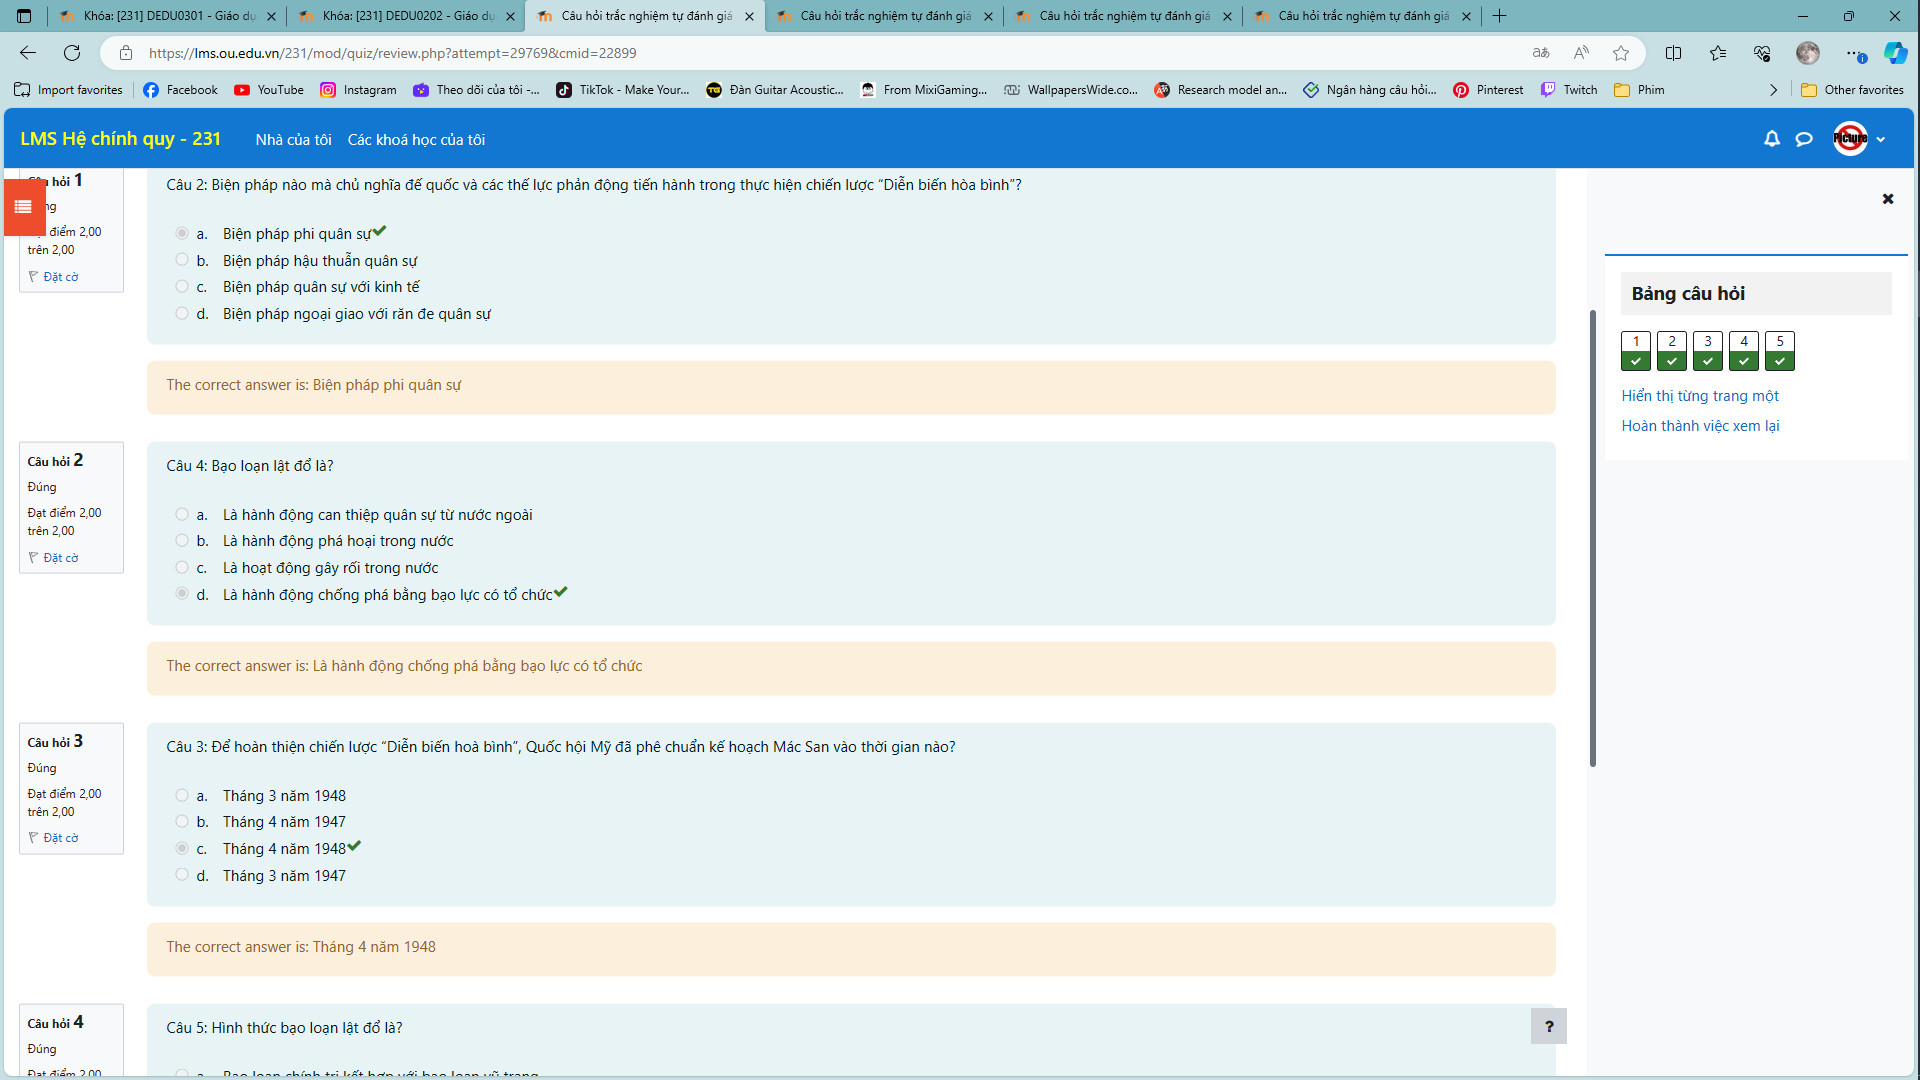 Khóa: [231] DEDU0301 - Giáo dụ
Khóa: [231] DEDU0202 - Giáo dụ
Câu hỏi trắc nghiệm tự đánh giá
Câu hỏi trắc nghiệm tự đánh giá
Câu hỏi trắc nghiệm tự đánh giá
Câu hỏi trắc nghiệm tự đánh giá
https://lms.ou.edu.vn/231/mod/quiz/review.php?attempt=29769&cmid=22899
Import favorites
Facebook
YouTube
Instagram
Theo dõi của tôi -...
TikTok - Make Your...
Đàn Guitar Acoustic...
From MixiGaming...
WallpapersWide.co...
Research model an...
Ngân hàng câu hỏi...
Pinterest
Twitch
Phim
Other favorites
LMS Hệ chính quy - 231
Nhà của tôi
Các khoá học của tôi
Picture
hỏi 1
điểm 2,00
trên 2,00
Đặt cờ
Câu 2: Biện pháp nào mà chủ nghĩa đế quốc và các thế lực phản động tiến hành trong thực hiện chiến lược “Diễn biến hòa bình”?
a. Biện pháp phi quân sự
b. Biện pháp hậu thuẫn quân sự
c. Biện pháp quân sự với kinh tế
d. Biện pháp ngoại giao với răn đe quân sự
The correct answer is: Biện pháp phi quân sự
Câu hỏi 2
Đúng
Đạt điểm 2,00
trên 2,00
Đặt cờ
Câu 4: Bạo loạn lật đổ là?
a. Là hành động can thiệp quân sự từ nước ngoài
b. Là hành động phá hoại trong nước
c. Là hoạt động gây rối trong nước
d. Là hành động chống phá bằng bạo lực có tổ chức
The correct answer is: Là hành động chống phá bằng bạo lực có tổ chức
Câu hỏi 3
Đúng
Đạt điểm 2,00
trên 2,00
Đặt cờ
Câu 3: Để hoàn thiện chiến lược “Diễn biến hoà bình”, Quốc hội Mỹ đã phê chuẩn kế hoạch Mác San vào thời gian nào?
a. Tháng 3 năm 1948
b. Tháng 4 năm 1947
c. Tháng 4 năm 1948
d. Tháng 3 năm 1947
The correct answer is: Tháng 4 năm 1948
Câu hỏi 4
Đúng
Đạt điểm 2,00
Câu 5: Hình thức bạo loạn lật đổ là?
a. Bạo loạn chính trị kết hợp với bạo loạn vũ trang
?
Bảng câu hỏi
1 2 3 4 5
Hiển thị từng trang một
Hoàn thành việc xem lại